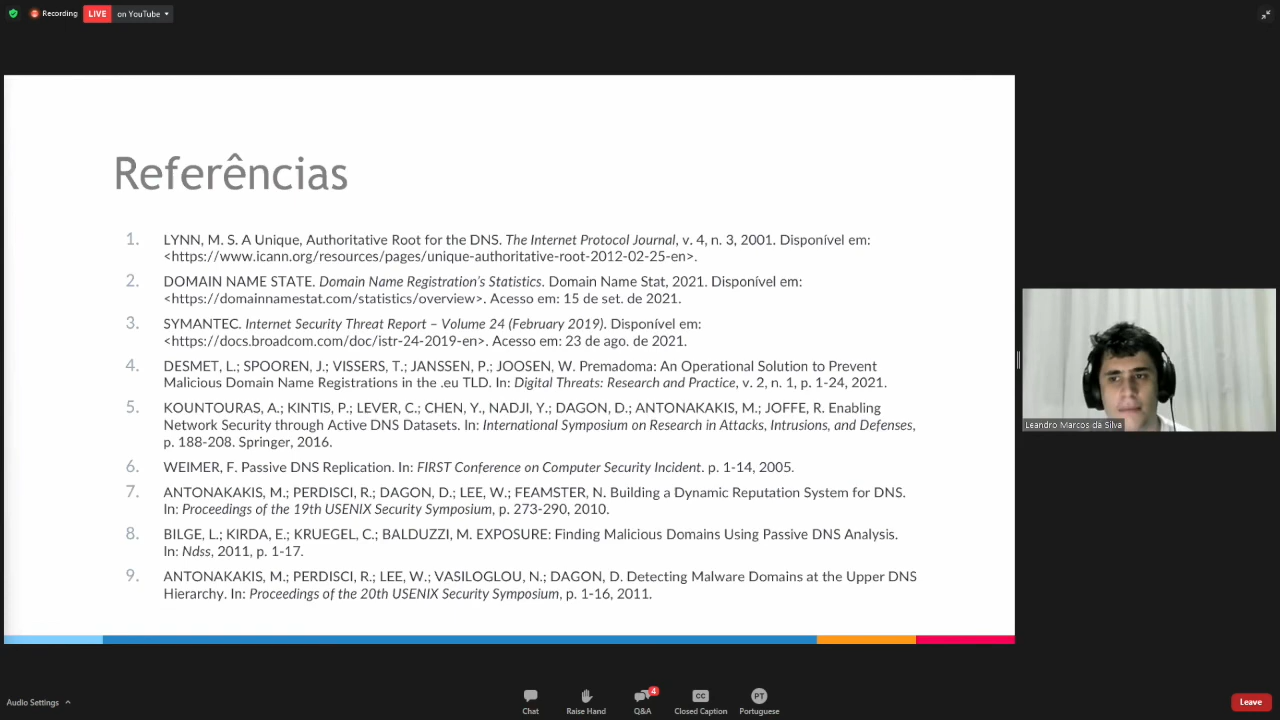 Recording LIVE on YouTube
Referências
1. LYNN, M. S. A Unique, Authoritative Root for the DNS. The Internet Protocol Journal, v. 4, n. 3, 2001. Disponível em:
<https://www.icann.org/resources/pages/unique-authoritative-root-2012-02-25-en>.
2. DOMAIN NAME STATE. Domain Name Registration's Statistics. Domain Name Stat, 2021. Disponível em:
<https://domainnamestat.com/statistics/overview>. Acesso em: 15 de set. de 2021.
3. SYMANTEC. Internet Security Threat Report – Volume 24 (February 2019). Disponível em:
<https://docs.broadcom.com/doc/istr-24-2019-en>. Acesso em: 23 de ago. de 2021.
4. DESMET, L.; SPOOREN, J.; VISSERS, T.; JANSSEN, P.; JOOSEN, W. Premadoma: An Operational Solution to Prevent
Malicious Domain Name Registrations in the .eu TLD. In: Digital Threats: Research and Practice, v. 2, n. 1, p. 1-24, 2021.
5. KOUNTOURAS, A.; KINTIS, P.; LEVER, C.; CHEN, Y., NADJI, Y.; DAGON, D.; ANTONAKAKIS, M.; JOFFE, R. Enabling
Network Security through Active DNS Datasets. In: International Symposium on Research in Attacks, Intrusions, and Defenses,
p. 188-208. Springer, 2016.
6. WEIMER, F. Passive DNS Replication. In: FIRST Conference on Computer Security Incident. p. 1-14, 2005.
7. ANTONAKAKIS, M.; PERDISCI, R.; DAGON, D.; LEE, W.; FEAMSTER, N. Building a Dynamic Reputation System for DNS.
In: Proceedings of the 19th USENIX Security Symposium, p. 273-290, 2010.
8. BILGE, L.; KIRDA, E.; KRUEGEL, C.; BALDUZZI, M. EXPOSURE: Finding Malicious Domains Using Passive DNS Analysis.
In: Ndss, 2011, p. 1-17.
9. ANTONAKAKIS, M.; PERDISCI, R.; LEE, W.; VASILOGLOU, N.; DAGON, D. Detecting Malware Domains at the Upper DNS
Hierarchy. In: Proceedings of the 20th USENIX Security Symposium, p. 1-16, 2011.
Leandro Marcos da Silva
4
CC PT
Audio Settings Chat Raise Hand Q&A Closed Caption Portuguese Leave